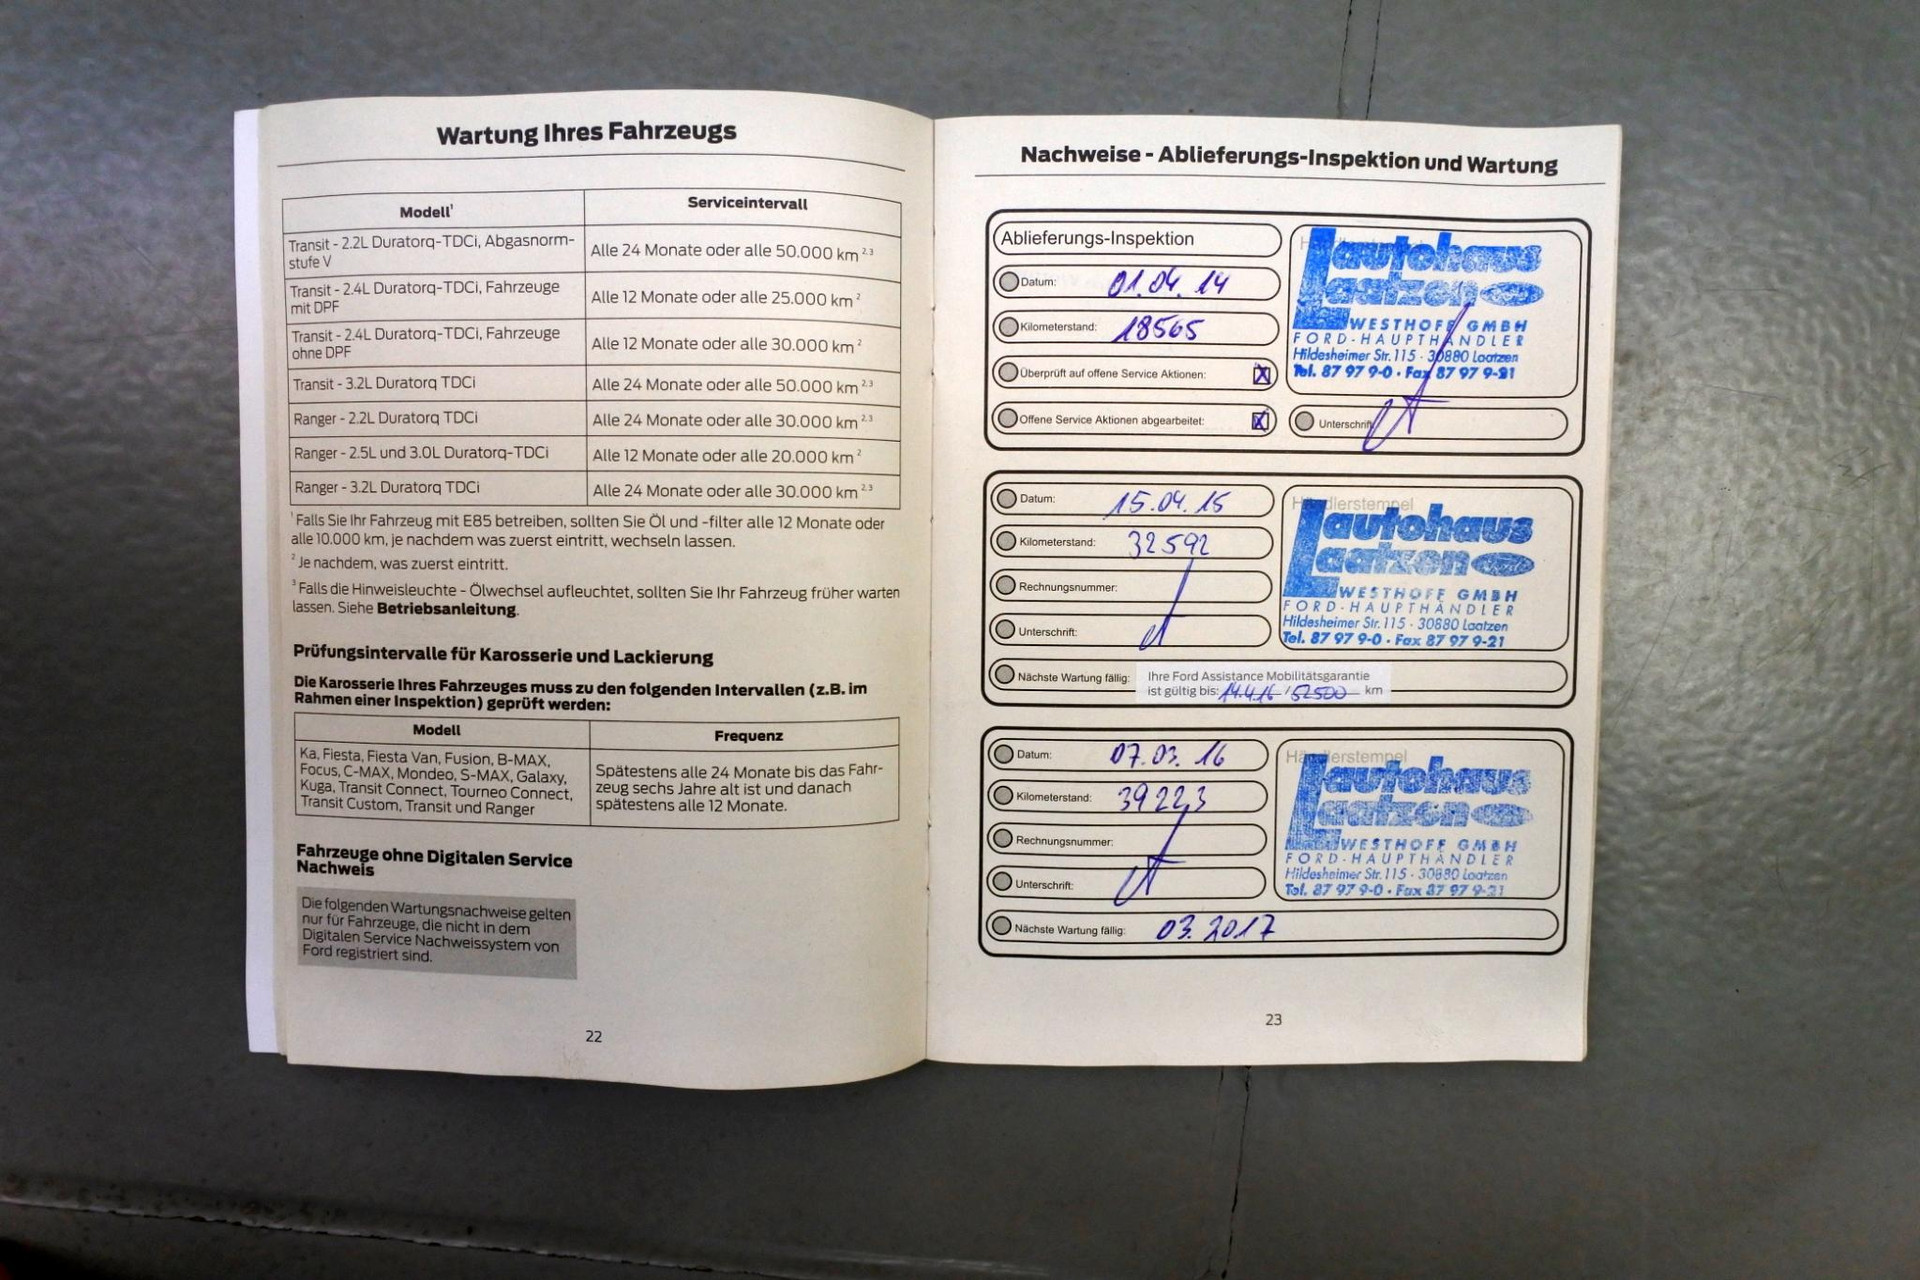 Wartung Ihres Fahrzeugs
Modell¹ Serviceintervall
Transit - 2.2L Duratorq-TDCi, Abgasnorm-
stufe V
Alle 24 Monate oder alle 50.000 km ²·³
Transit - 2.4L Duratorq-TDCi, Fahrzeuge
mit DPF
Alle 12 Monate oder alle 25.000 km ²
Transit - 2.4L Duratorq-TDCi, Fahrzeuge
ohne DPF
Alle 12 Monate oder alle 30.000 km ²
Transit - 3.2L Duratorq TDCi Alle 24 Monate oder alle 50.000 km ²·³
Ranger - 2.2L Duratorq TDCi Alle 24 Monate oder alle 30.000 km ²·³
Ranger - 2.5L und 3.0L Duratorq-TDCi Alle 12 Monate oder alle 20.000 km ²
Ranger - 3.2L Duratorq TDCi Alle 24 Monate oder alle 30.000 km ²·³
¹ Falls Sie Ihr Fahrzeug mit E85 betreiben, sollten Sie Öl und -filter alle 12 Monate oder
alle 10.000 km, je nachdem was zuerst eintritt, wechseln lassen.
² Je nachdem, was zuerst eintritt.
³ Falls die Hinweisleuchte - Ölwechsel aufleuchtet, sollten Sie Ihr Fahrzeug früher warten
lassen. Siehe Betriebsanleitung.
Prüfungsintervalle für Karosserie und Lackierung
Die Karosserie Ihres Fahrzeuges muss zu den folgenden Intervallen (z.B. im
Rahmen einer Inspektion) geprüft werden:
Modell Frequenz
Ka, Fiesta, Fiesta Van, Fusion, B-MAX,
Focus, C-MAX, Mondeo, S-MAX, Galaxy,
Kuga, Transit Connect, Tourneo Connect,
Transit Custom, Transit und Ranger
Spätestens alle 24 Monate bis das Fahr-
zeug sechs Jahre alt ist und danach
spätestens alle 12 Monate.
Fahrzeuge ohne Digitalen Service
Nachweis
Die folgenden Wartungsnachweise gelten
nur für Fahrzeuge, die nicht in dem
Digitalen Service Nachweissystem von
Ford registriert sind.
22
Nachweise - Ablieferungs-Inspektion und Wartung
Ablieferungs-Inspektion
Datum: 01.04.14
Kilometerstand: 18565
Überprüft auf offene Service Aktionen: X
Offene Service Aktionen abgearbeitet: X
autohaus
Laatzen
WESTHOFF GMBH
FORD-HAUPTHÄNDLER
Hildesheimer Str. 115 · 30880 Laatzen
Tel. 87 97 9-0 · Fax 87 97 9-21
Unterschrift
Datum: 15.04.15
Kilometerstand: 32592
Rechnungsnummer:
Unterschrift:
Händlerstempel
autohaus
Laatzen
WESTHOFF GMBH
FORD-HAUPTHÄNDLER
Hildesheimer Str. 115 · 30880 Laatzen
Tel. 87 97 9-0 · Fax 87 97 9-21
Nächste Wartung fällig: Ihre Ford Assistance Mobilitätsgarantie
ist gültig bis: 14.4.16 / 52500 km
Datum: 07.03.16
Kilometerstand: 39223
Rechnungsnummer:
Unterschrift:
Händlerstempel
autohaus
Laatzen
WESTHOFF GMBH
FORD-HAUPTHÄNDLER
Hildesheimer Str. 115 · 30880 Laatzen
Tel. 87 97 9-0 · Fax 87 97 9-21
Nächste Wartung fällig: 03.2017
23